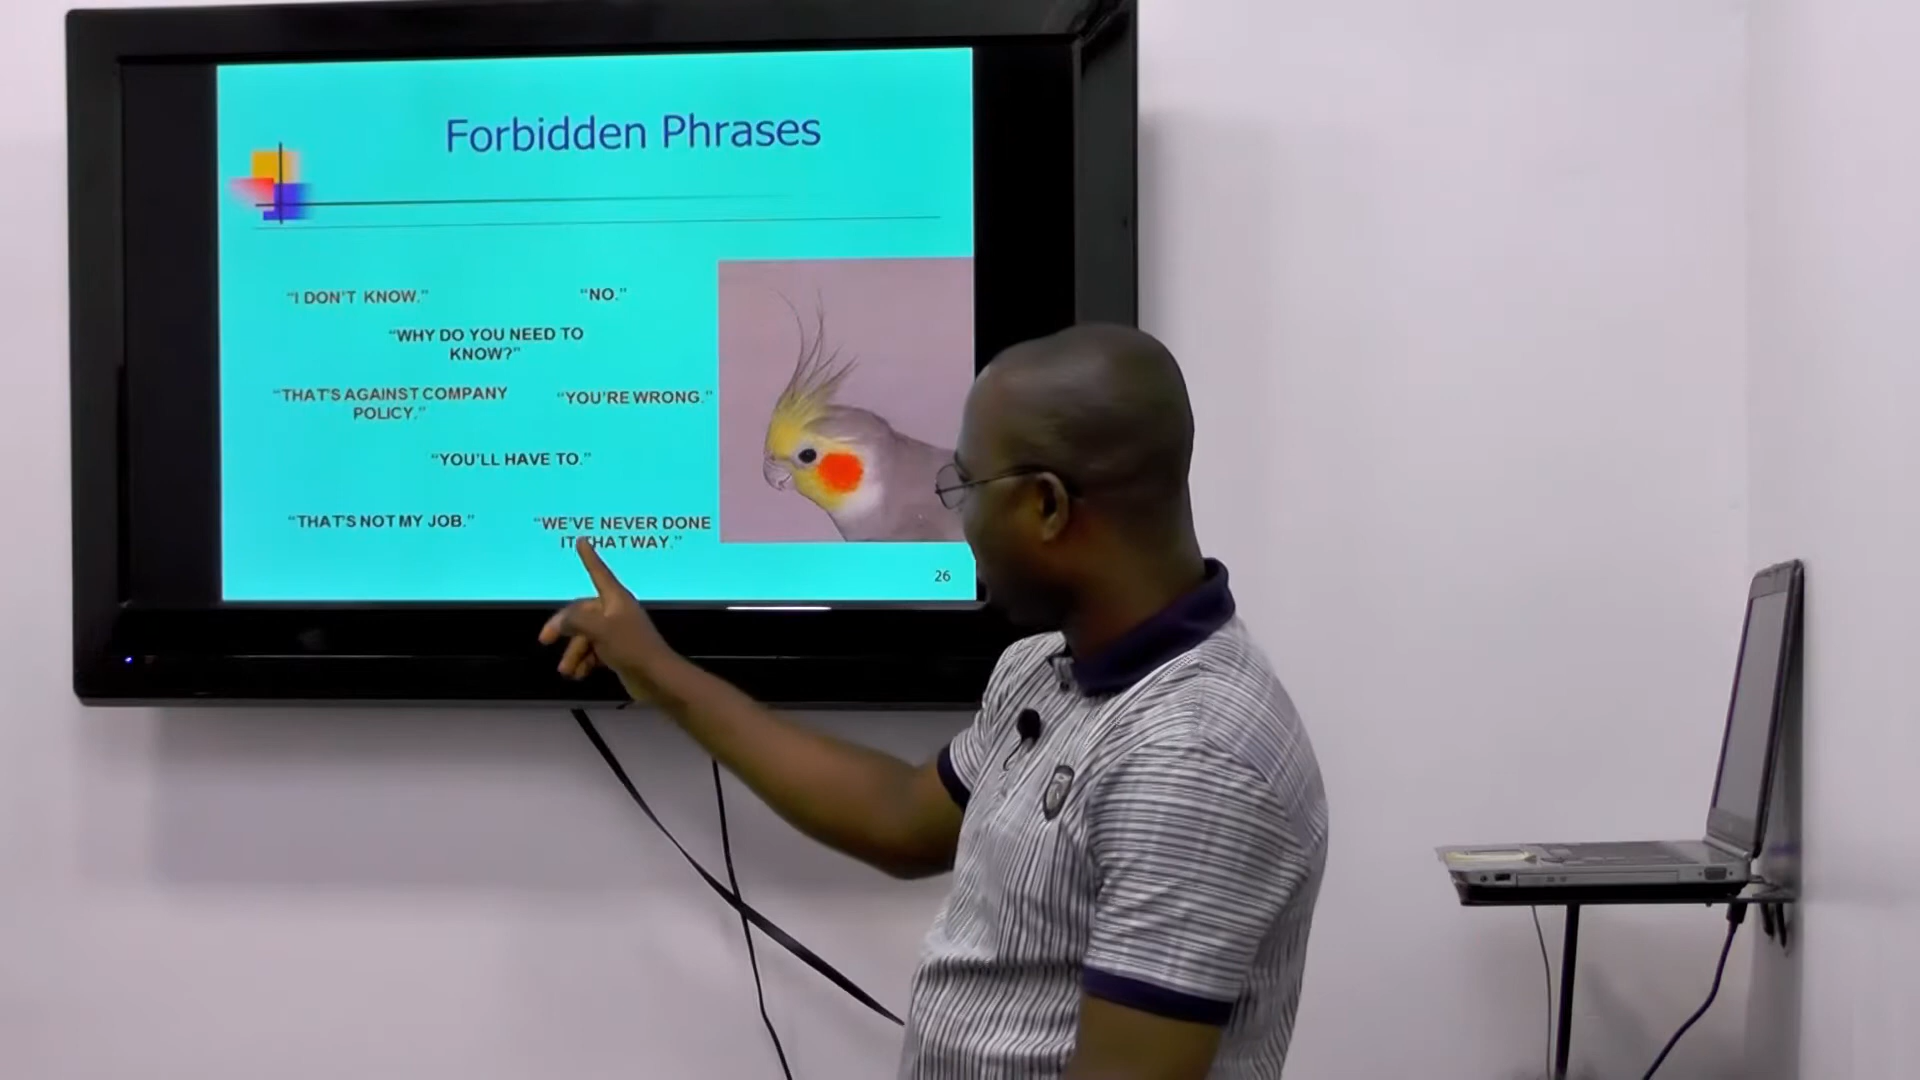 Forbidden Phrases
“I DON'T KNOW.”
“NO.”
“WHY DO YOU NEED TO
KNOW?”
“THAT'S AGAINST COMPANY
POLICY.”
“YOU'RE WRONG.”
“YOU'LL HAVE TO.”
“THAT'S NOT MY JOB.”
“WE'VE NEVER DONE
IT THAT WAY.”
26